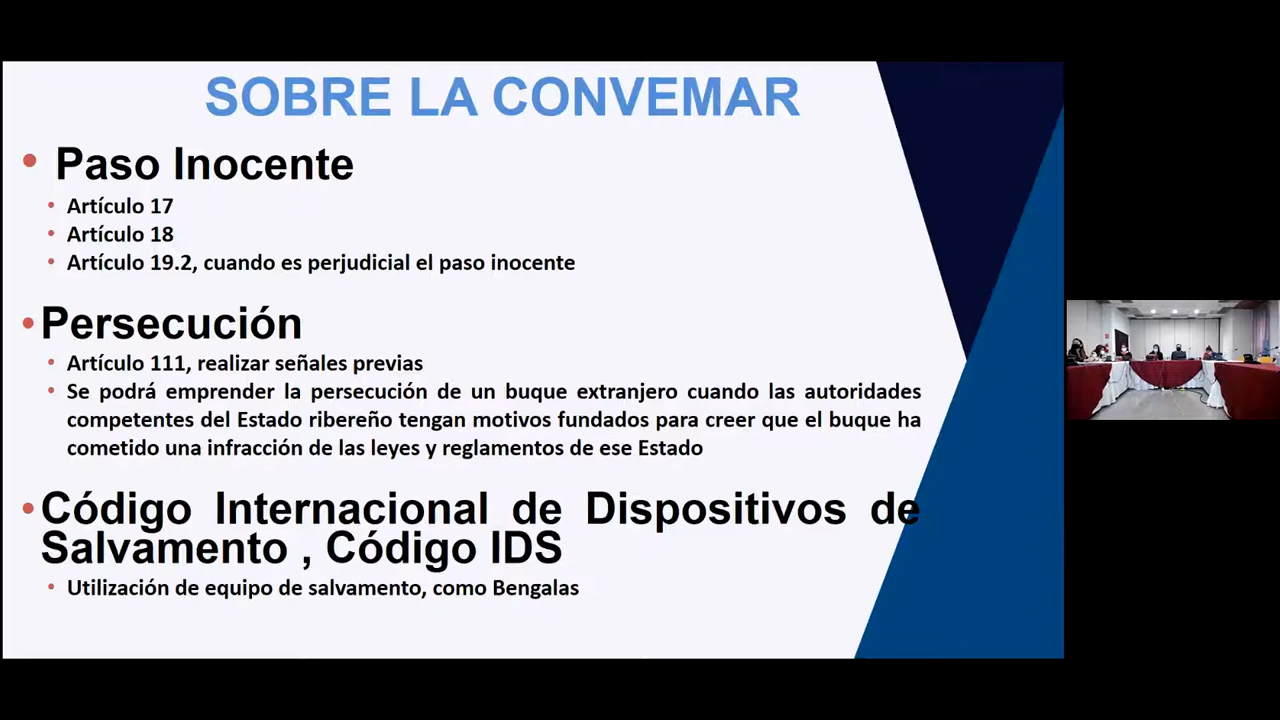 SOBRE LA CONVEMAR
• Paso Inocente
• Artículo 17
• Artículo 18
• Artículo 19.2, cuando es perjudicial el paso inocente
• Persecución
• Artículo 111, realizar señales previas
• Se podrá emprender la persecución de un buque extranjero cuando las autoridades
competentes del Estado ribereño tengan motivos fundados para creer que el buque ha
cometido una infracción de las leyes y reglamentos de ese Estado
• Código Internacional de Dispositivos de
Salvamento , Código IDS
• Utilización de equipo de salvamento, como Bengalas